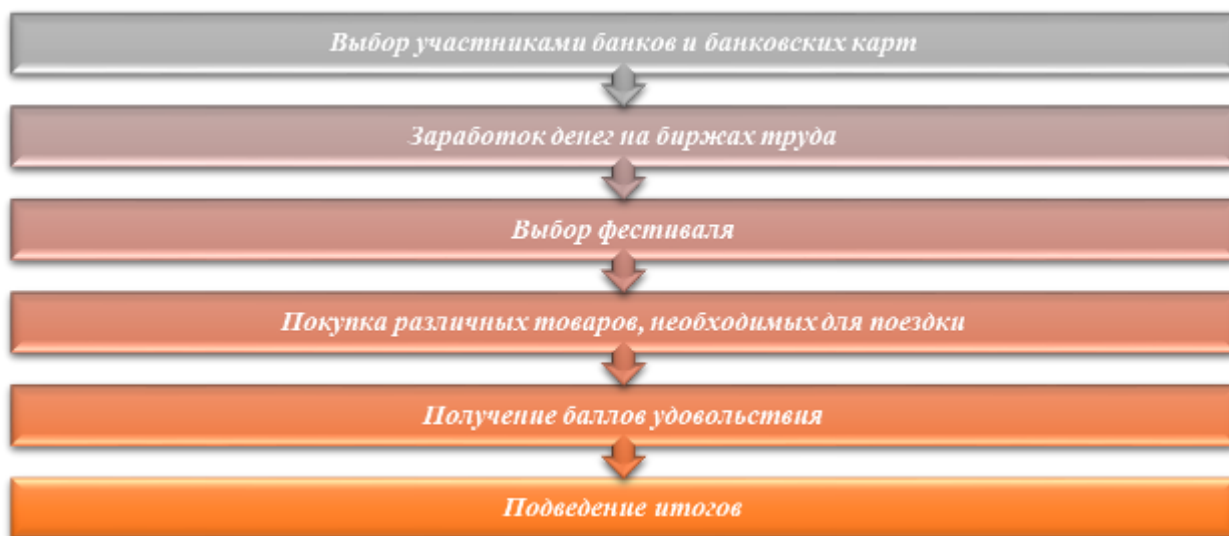 Выбор участниками банков и банковских карт
Заработок денег на биржах труда
Выбор фестиваля
Покупка различных товаров, необходимых для поездки
Получение баллов удовольствия
Подведение итогов